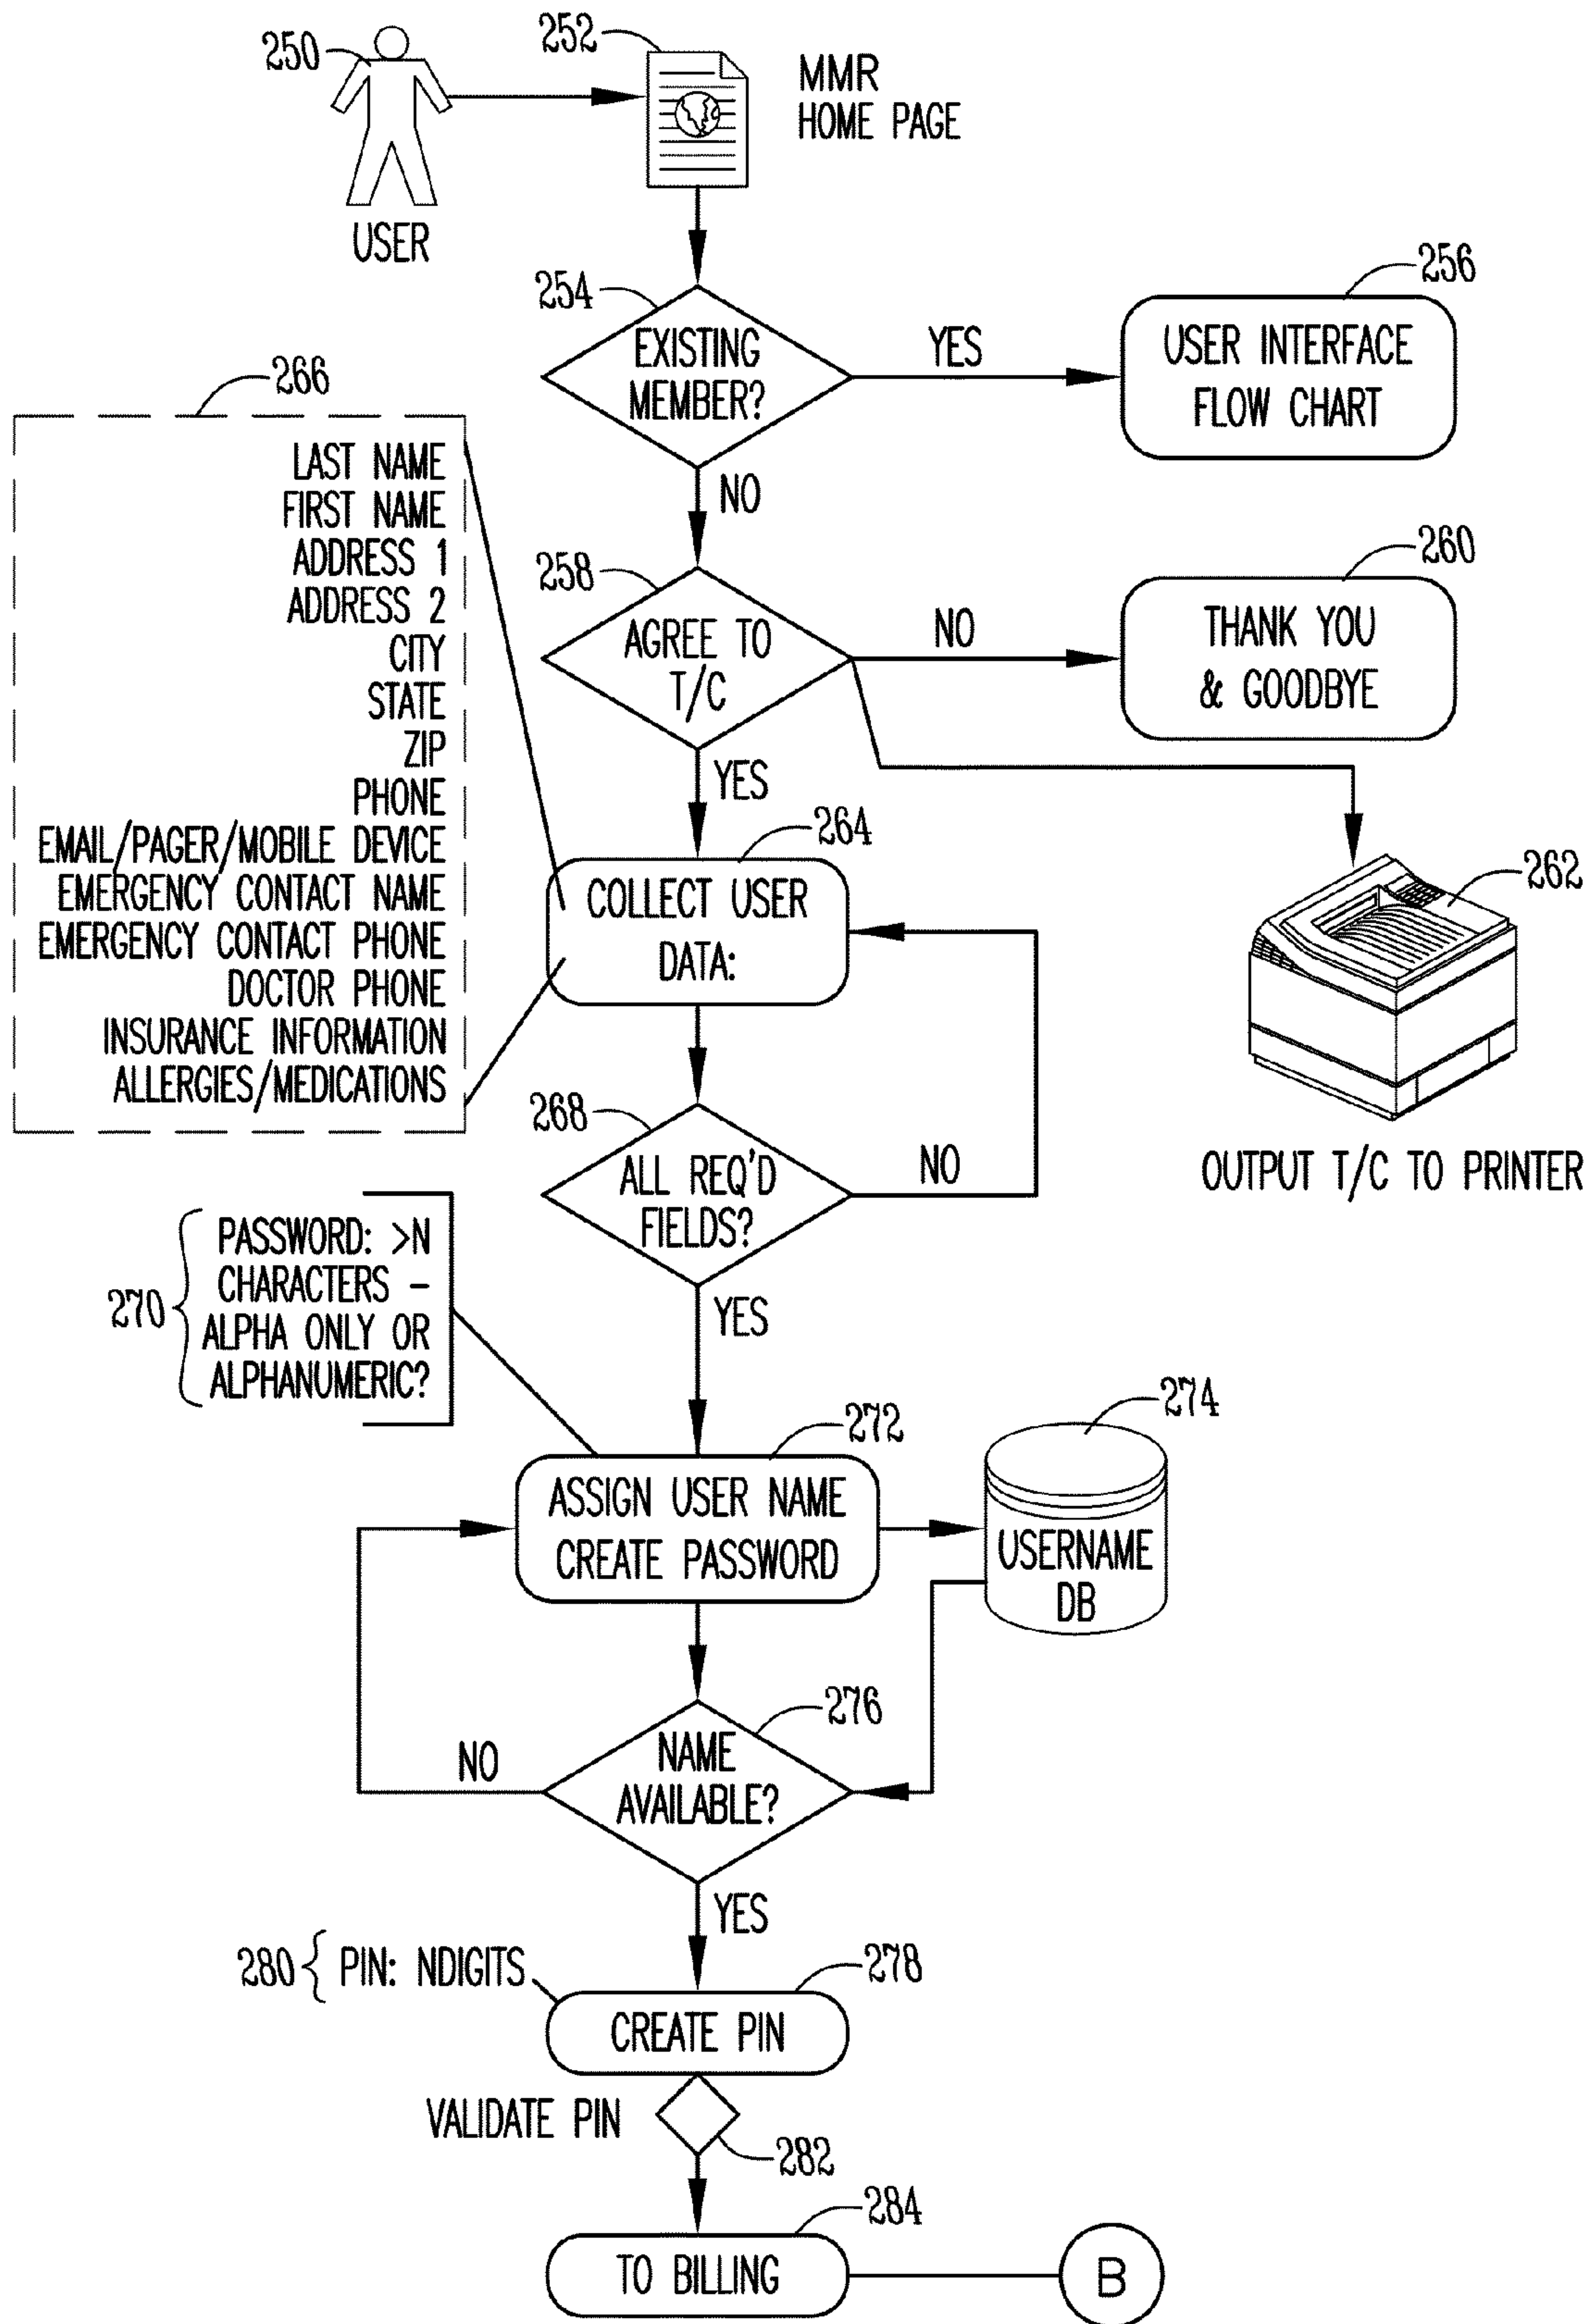 250
252
MMR
HOME PAGE
USER
254
EXISTING
MEMBER?
YES
256
USER INTERFACE
FLOW CHART
NO
266
LAST NAME
FIRST NAME
ADDRESS 1
ADDRESS 2
CITY
STATE
ZIP
PHONE
EMAIL/PAGER/MOBILE DEVICE
EMERGENCY CONTACT NAME
EMERGENCY CONTACT PHONE
DOCTOR PHONE
INSURANCE INFORMATION
ALLERGIES/MEDICATIONS
258
AGREE TO
T/C
NO
260
THANK YOU
& GOODBYE
YES
262
OUTPUT T/C TO PRINTER
264
COLLECT USER
DATA:
268
ALL REQ'D
FIELDS?
NO
YES
270
PASSWORD: >N
CHARACTERS –
ALPHA ONLY OR
ALPHANUMERIC?
272
ASSIGN USER NAME
CREATE PASSWORD
274
USERNAME
DB
276
NAME
AVAILABLE?
NO
YES
280
PIN: NDIGITS
278
CREATE PIN
VALIDATE PIN
282
284
TO BILLING
B